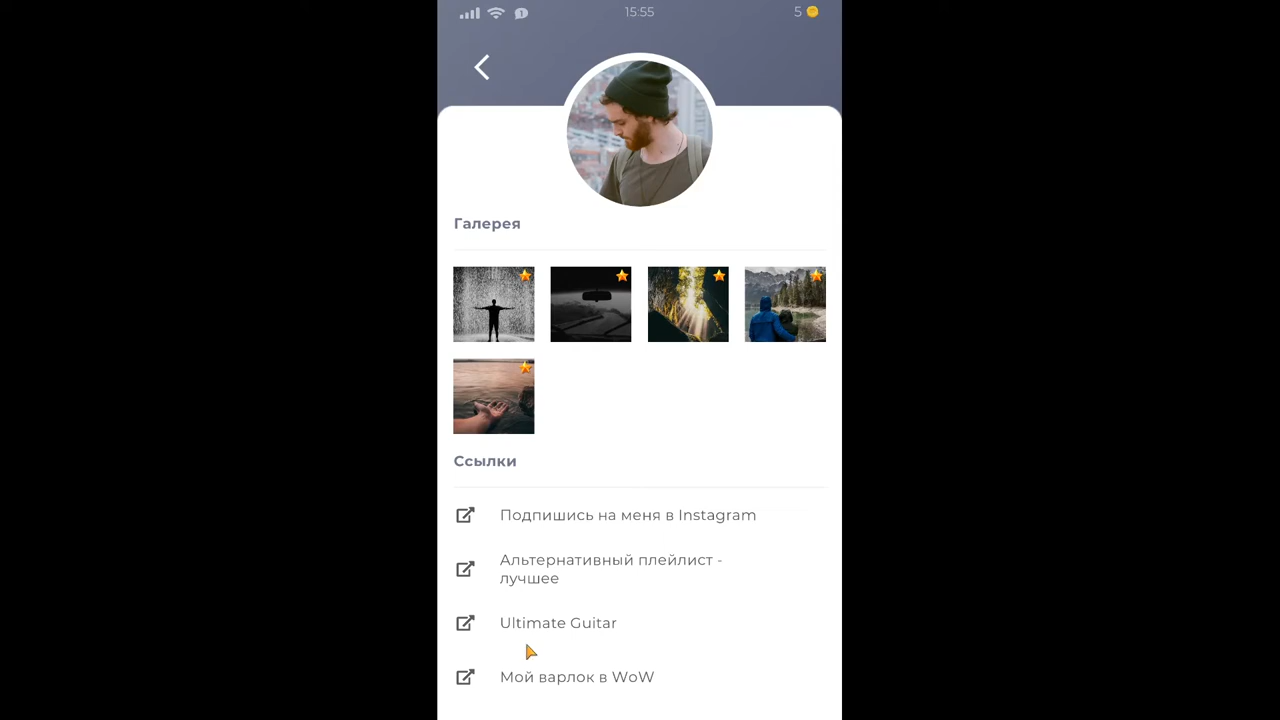 15:55
5
Галерея
Ссылки
Подпишись на меня в Instagram
Альтернативный плейлист -
лучшее
Ultimate Guitar
Мой варлок в WoW